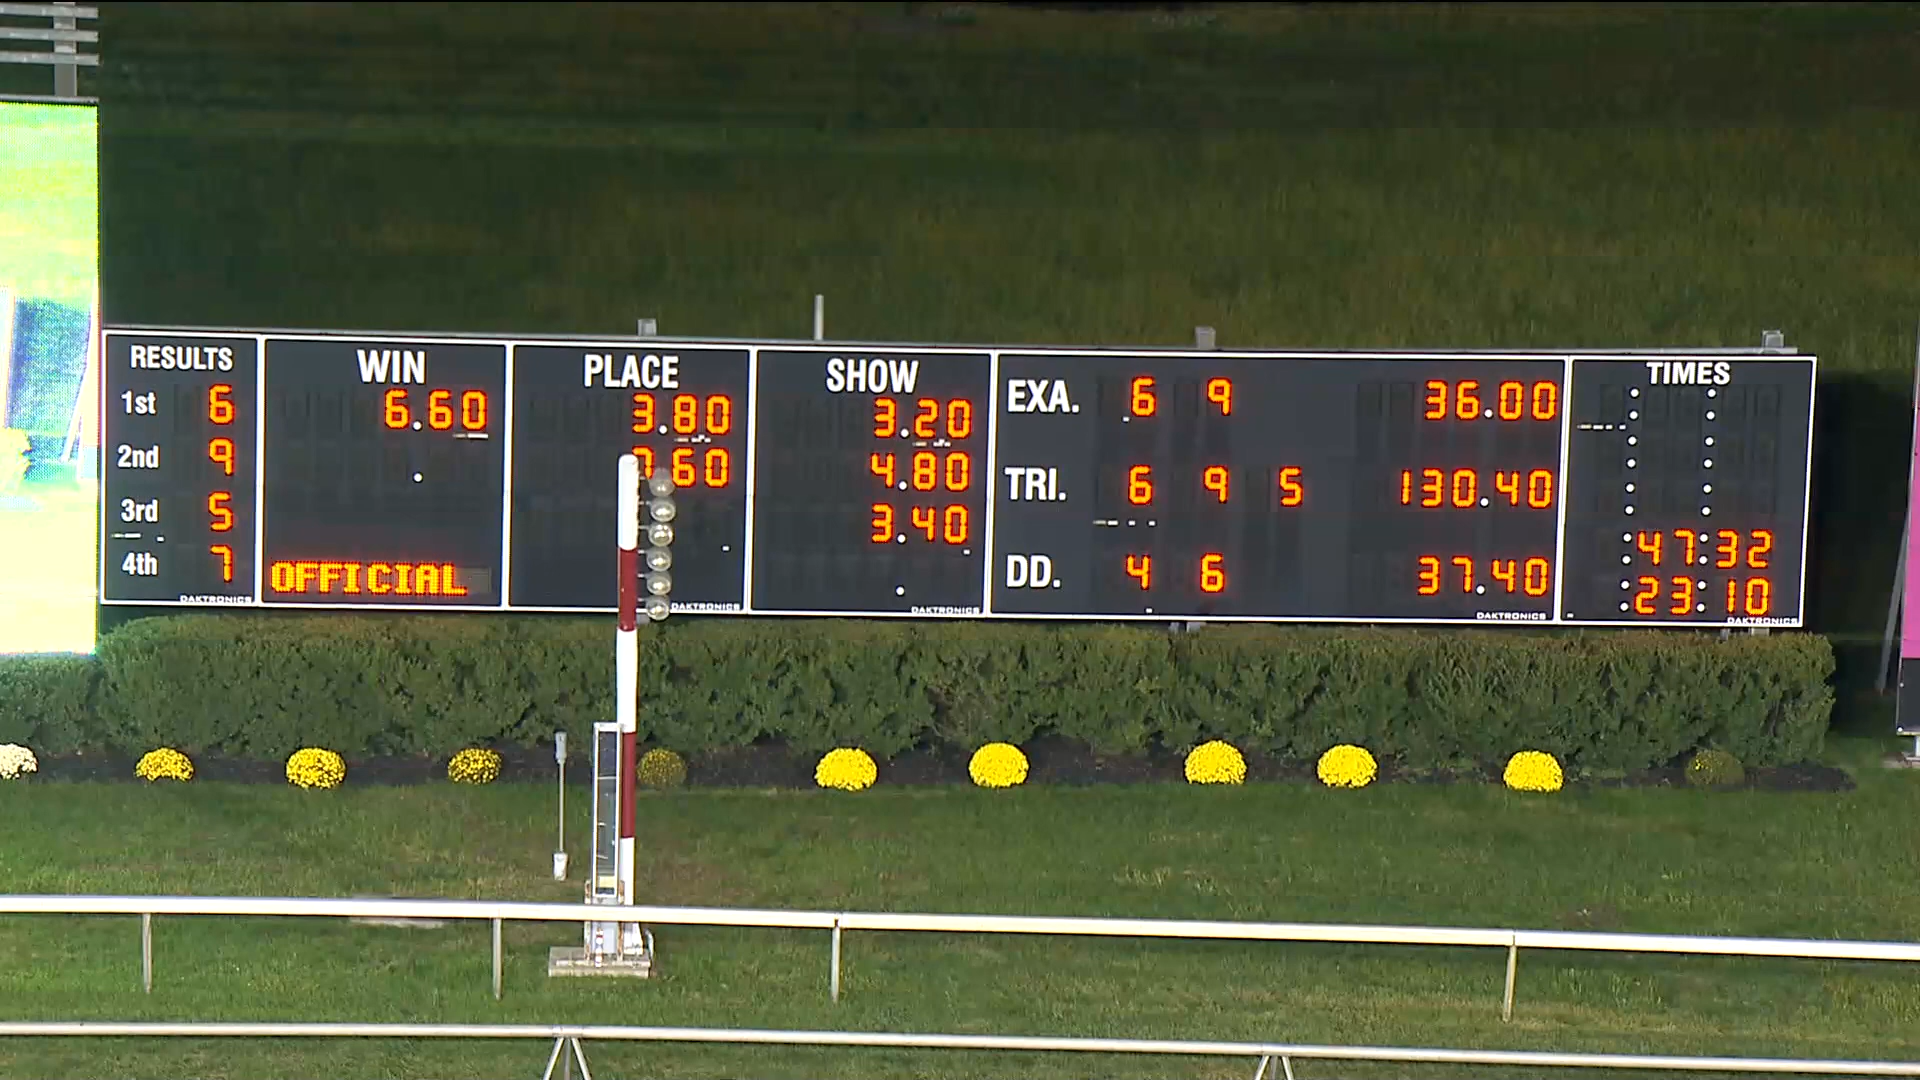 RESULTS
1st 6
2nd 9
3rd 5
4th 7
DAKTRONICS
WIN
6.60
OFFICIAL
PLACE
3.80
7.60
DAKTRONICS
SHOW
3.20
4.80
3.40
DAKTRONICS
EXA. 6 9 36.00
TRI. 6 9 5 130.40
DD. 4 6 37.40
DAKTRONICS
TIMES
:47:32
:23:10
DAKTRONICS